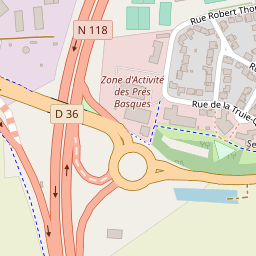 Rue Robert Tho
N 118
Zone d'Activité
des Prés
Basques
Rue de la Truie-Q
D 36
Se